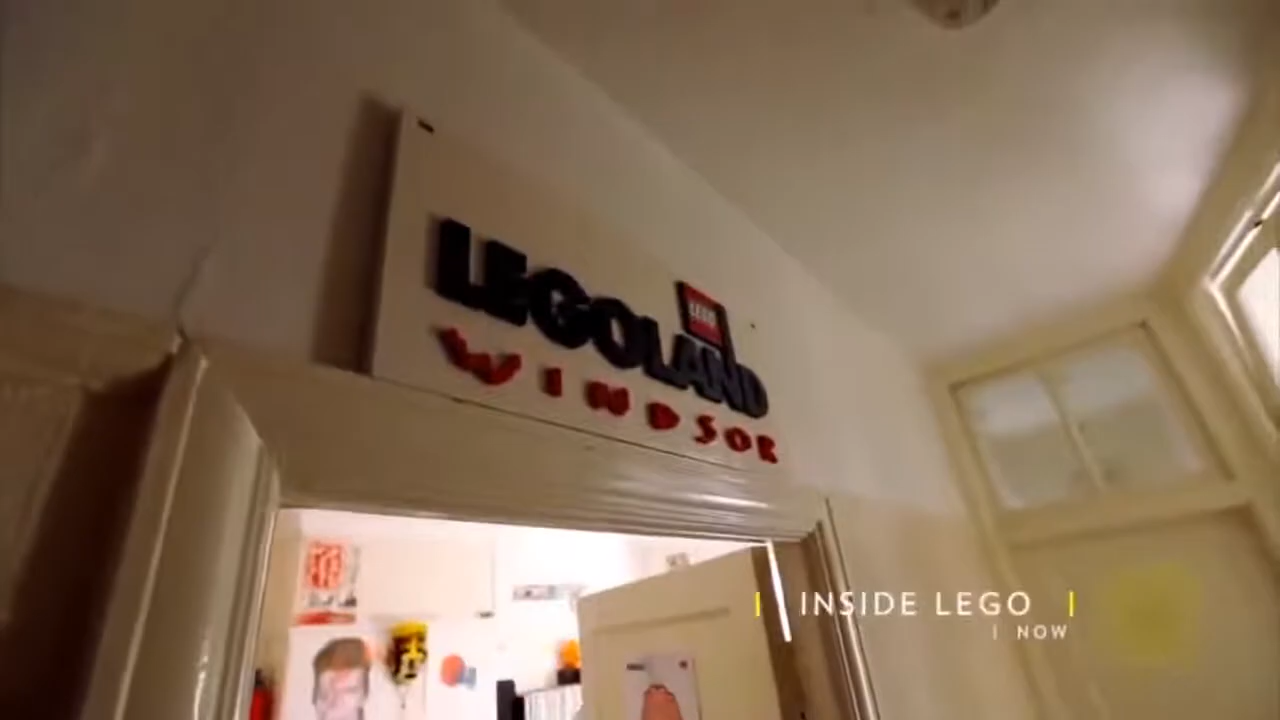 LEGO
LEGOLAND
WINDSOR
| INSIDE LEGO |
| NOW